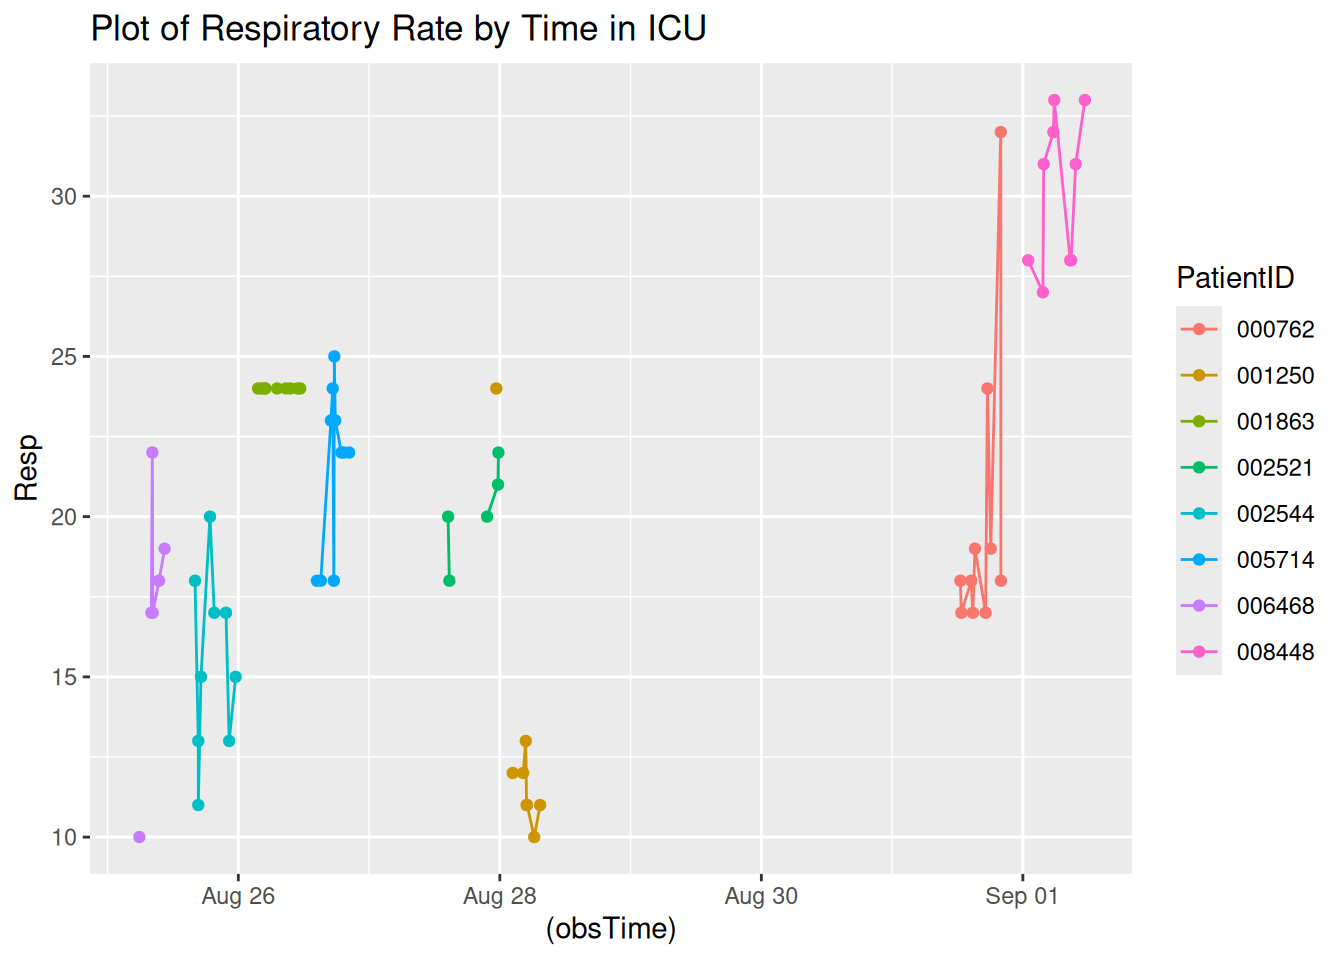 Plot of Respiratory Rate by Time in ICU
30
25
20
15
10
Resp
Aug 26
Aug 28
Aug 30
Sep 01
(obsTime)
PatientID
000762
001250
001863
002521
002544
005714
006468
008448